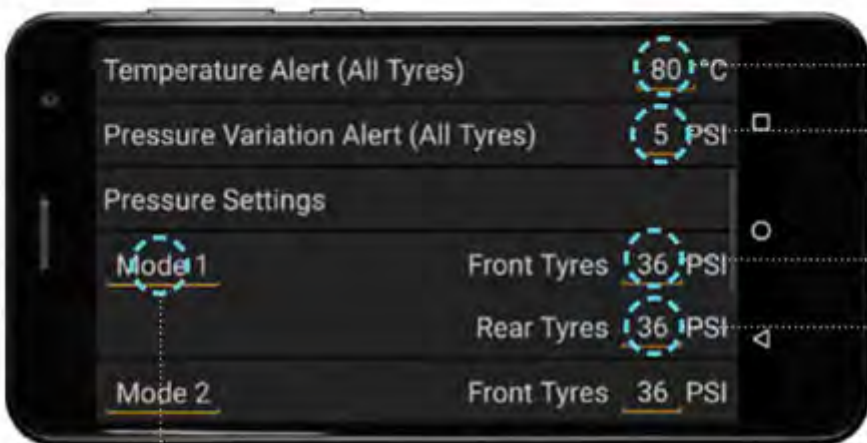 Temperature Alert (All Tyres) 80 °C
Pressure Variation Alert (All Tyres) 5 PSI
Pressure Settings
Mode 1 Front Tyres 36 PSI
Rear Tyres 36 PSI
Mode 2 Front Tyres 36 PSI